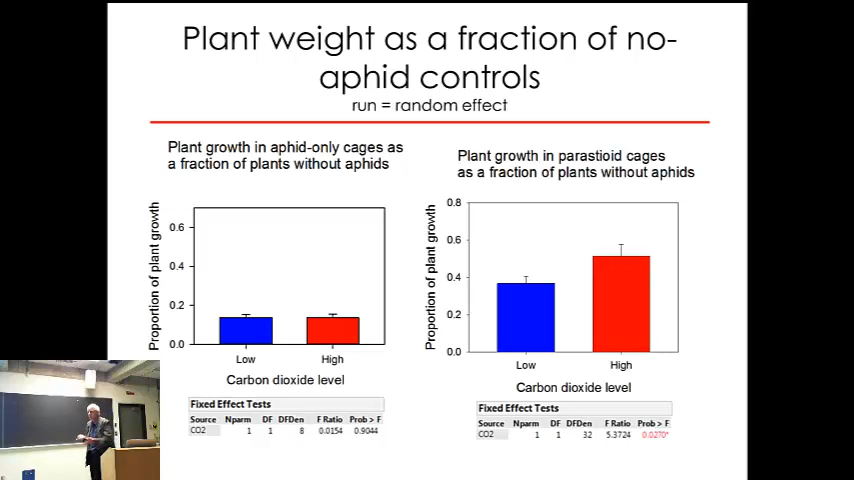 Plant weight as a fraction of no-
aphid controls
run = random effect
Plant growth in aphid-only cages as
a fraction of plants without aphids
Proportion of plant growth
0.6
0.4
0.2
0.0
Low High
Carbon dioxide level
Fixed Effect Tests
Source Nparm DF DFDen F Ratio Prob > F
CO2 1 1 8 0.0154 0.9044
Plant growth in parastioid cages
as a fraction of plants without aphids
Proportion of plant growth
0.8
0.6
0.4
0.2
0.0
Low High
Carbon dioxide level
Fixed Effect Tests
Source Nparm DF DFDen F Ratio Prob > F
CO2 1 1 32 5.3724 0.0270*